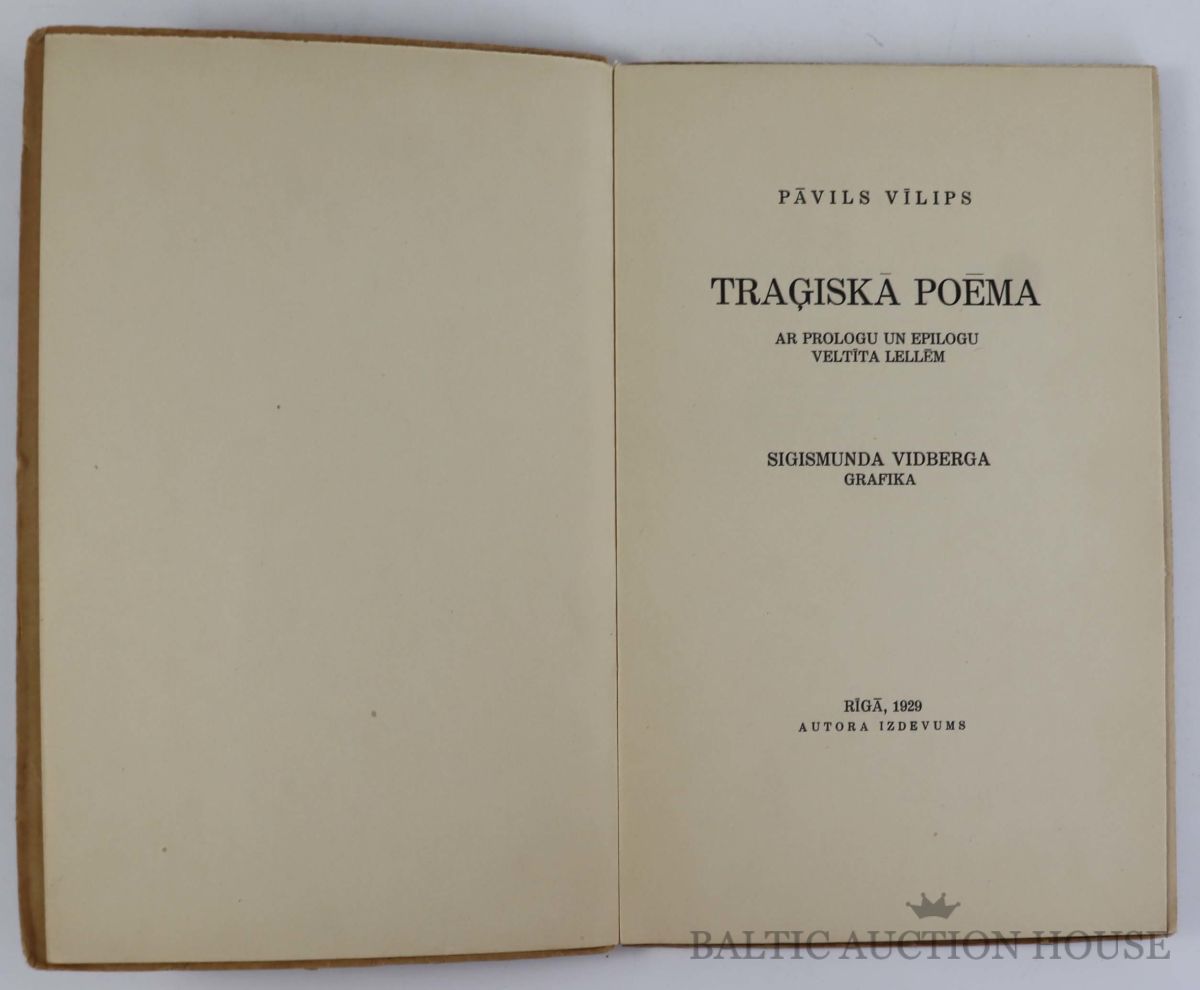 PĀVILS VĪLIPS
TRAĢISKĀ POĒMA
AR PROLOGU UN EPILOGU
VELTĪTA LELLĒM
SIGISMUNDA VIDBERGA
GRAFIKA
RĪGĀ, 1929
AUTORA IZDEVUMS
BALTIC AUCTION HOUSE